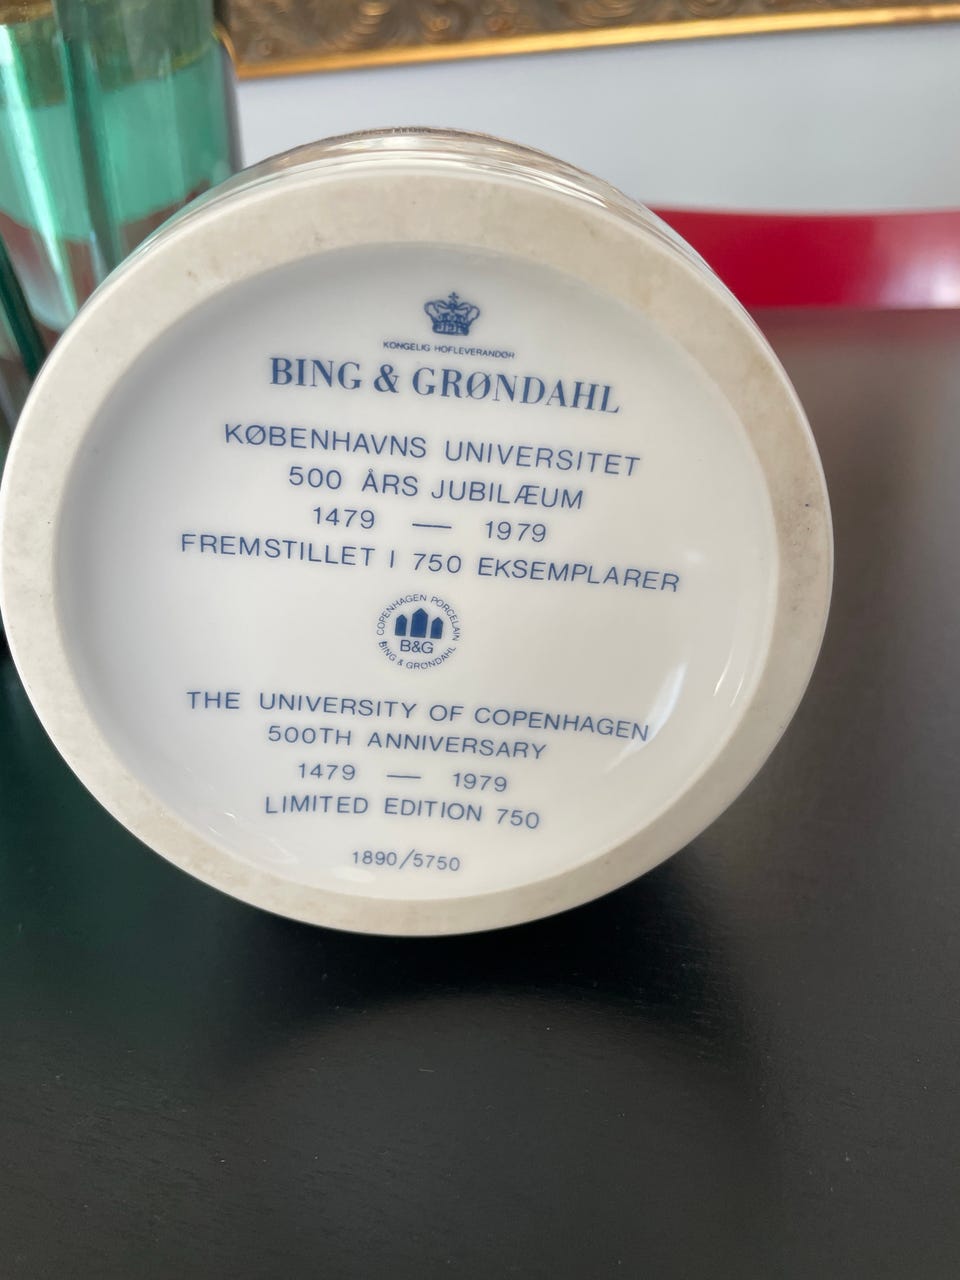 KONGELIG HOFLEVERANDØR
BING & GRØNDAHL
KØBENHAVNS UNIVERSITET
500 ÅRS JUBILÆUM
1479 — 1979
FREMSTILLET I 750 EKSEMPLARER
COPENHAGEN PORCELAIN
B&G
BING & GRØNDAHL
THE UNIVERSITY OF COPENHAGEN
500TH ANNIVERSARY
1479 — 1979
LIMITED EDITION 750
1890/5750